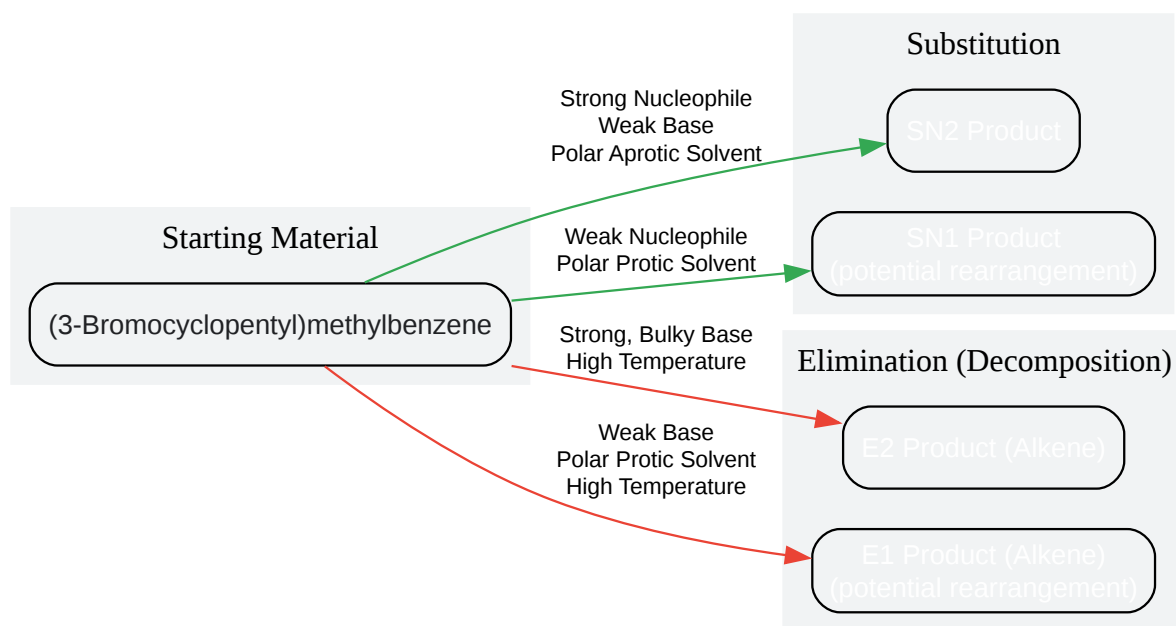 Substitution
Strong Nucleophile
Weak Base
Polar Aprotic Solvent
SN2 Product
Starting Material
(3-Bromocyclopentyl)methylbenzene
Weak Nucleophile
Polar Protic Solvent
SN1 Product
(potential rearrangement)
Strong, Bulky Base
High Temperature
Elimination (Decomposition)
E2 Product (Alkene)
Weak Base
Polar Protic Solvent
High Temperature
E1 Product (Alkene)
(potential rearrangement)